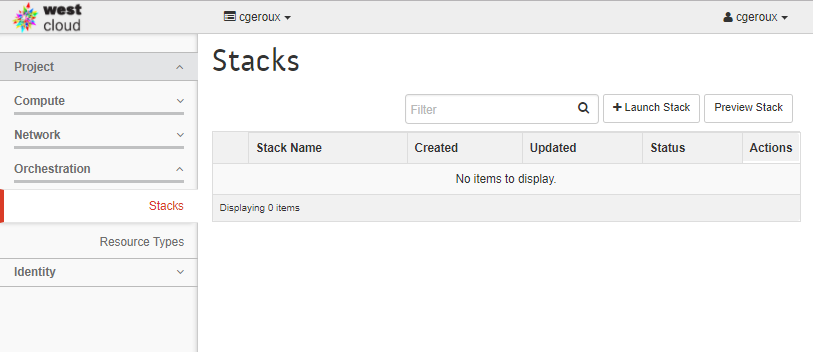 west
cloud
cgeroux
cgeroux
Project
Compute
Network
Orchestration
Stacks
Resource Types
Identity
Stacks
Filter
Launch Stack
Preview Stack
Stack Name Created Updated Status Actions
No items to display.
Displaying 0 items